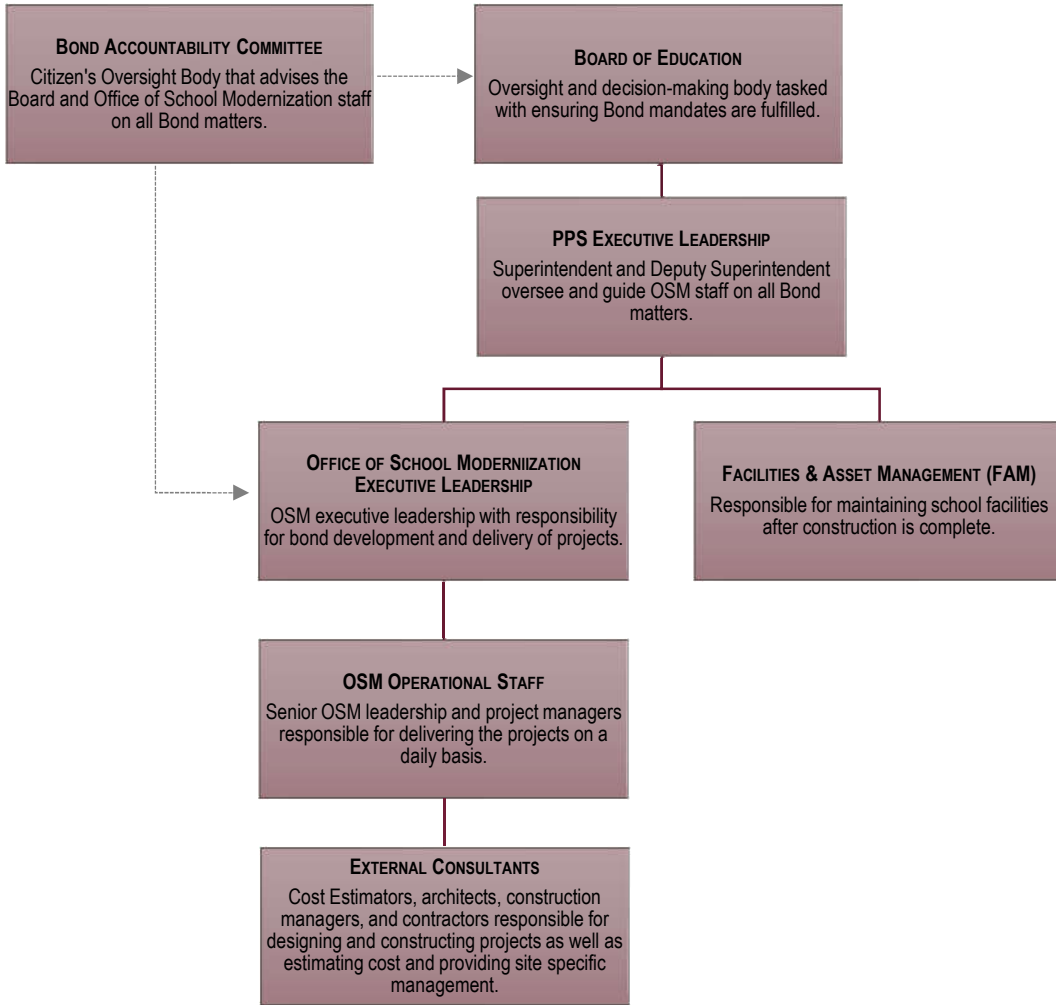 BOND ACCOUNTABILITY COMMITTEE
Citizen's Oversight Body that advises the
Board and Office of School Modernization staff
on all Bond matters.
BOARD OF EDUCATION
Oversight and decision-making body tasked
with ensuring Bond mandates are fulfilled.
PPS EXECUTIVE LEADERSHIP
Superintendent and Deputy Superintendent
oversee and guide OSM staff on all Bond
matters.
OFFICE OF SCHOOL MODERNIIZATION
EXECUTIVE LEADERSHIP
OSM executive leadership with responsibility
for bond development and delivery of projects.
FACILITIES & ASSET MANAGEMENT (FAM)
Responsible for maintaining school facilities
after construction is complete.
OSM OPERATIONAL STAFF
Senior OSM leadership and project managers
responsible for delivering the projects on a
daily basis.
EXTERNAL CONSULTANTS
Cost Estimators, architects, construction
managers, and contractors responsible for
designing and constructing projects as well as
estimating cost and providing site specific
management.